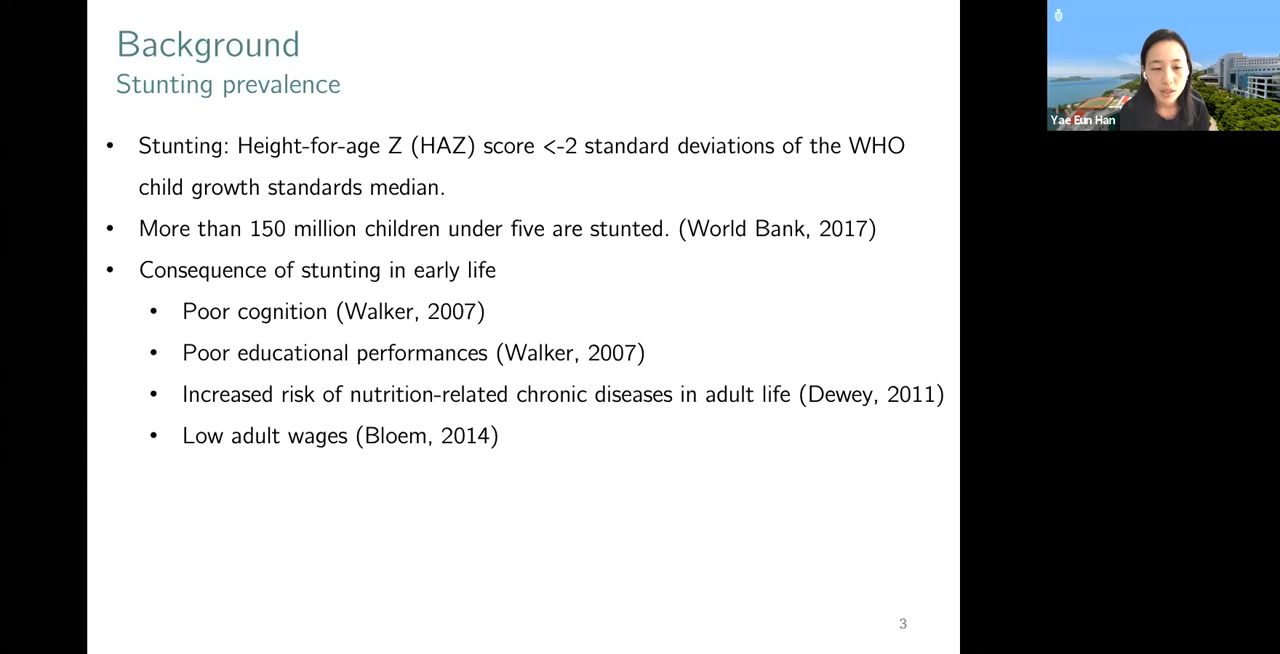 Background
Stunting prevalence
• Stunting: Height-for-age Z (HAZ) score <-2 standard deviations of the WHO
child growth standards median.
• More than 150 million children under five are stunted. (World Bank, 2017)
• Consequence of stunting in early life
• Poor cognition (Walker, 2007)
• Poor educational performances (Walker, 2007)
• Increased risk of nutrition-related chronic diseases in adult life (Dewey, 2011)
• Low adult wages (Bloem, 2014)
3
Yae Eun Han